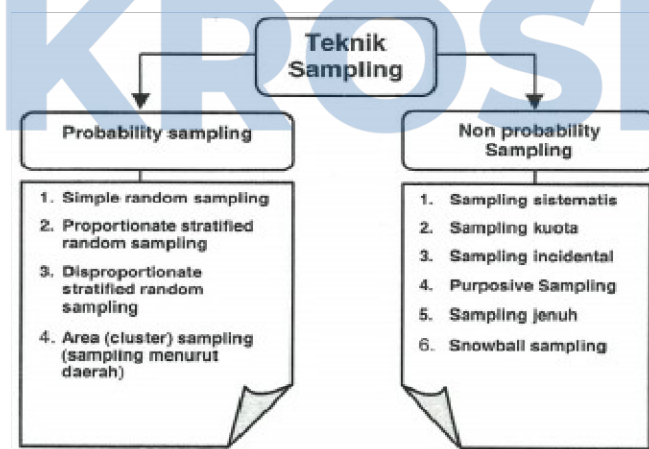 KROSI
Teknik
Sampling
Probability sampling
1. Simple random sampling
2. Proportionate stratified
random sampling
3. Disproportionate
stratified random
sampling
4. Area (cluster) sampling
(sampling menurut
daerah)
Non probability
Sampling
1. Sampling sistematis
2. Sampling kuota
3. Sampling incidental
4. Purposive Sampling
5. Sampling jenuh
6. Snowball sampling